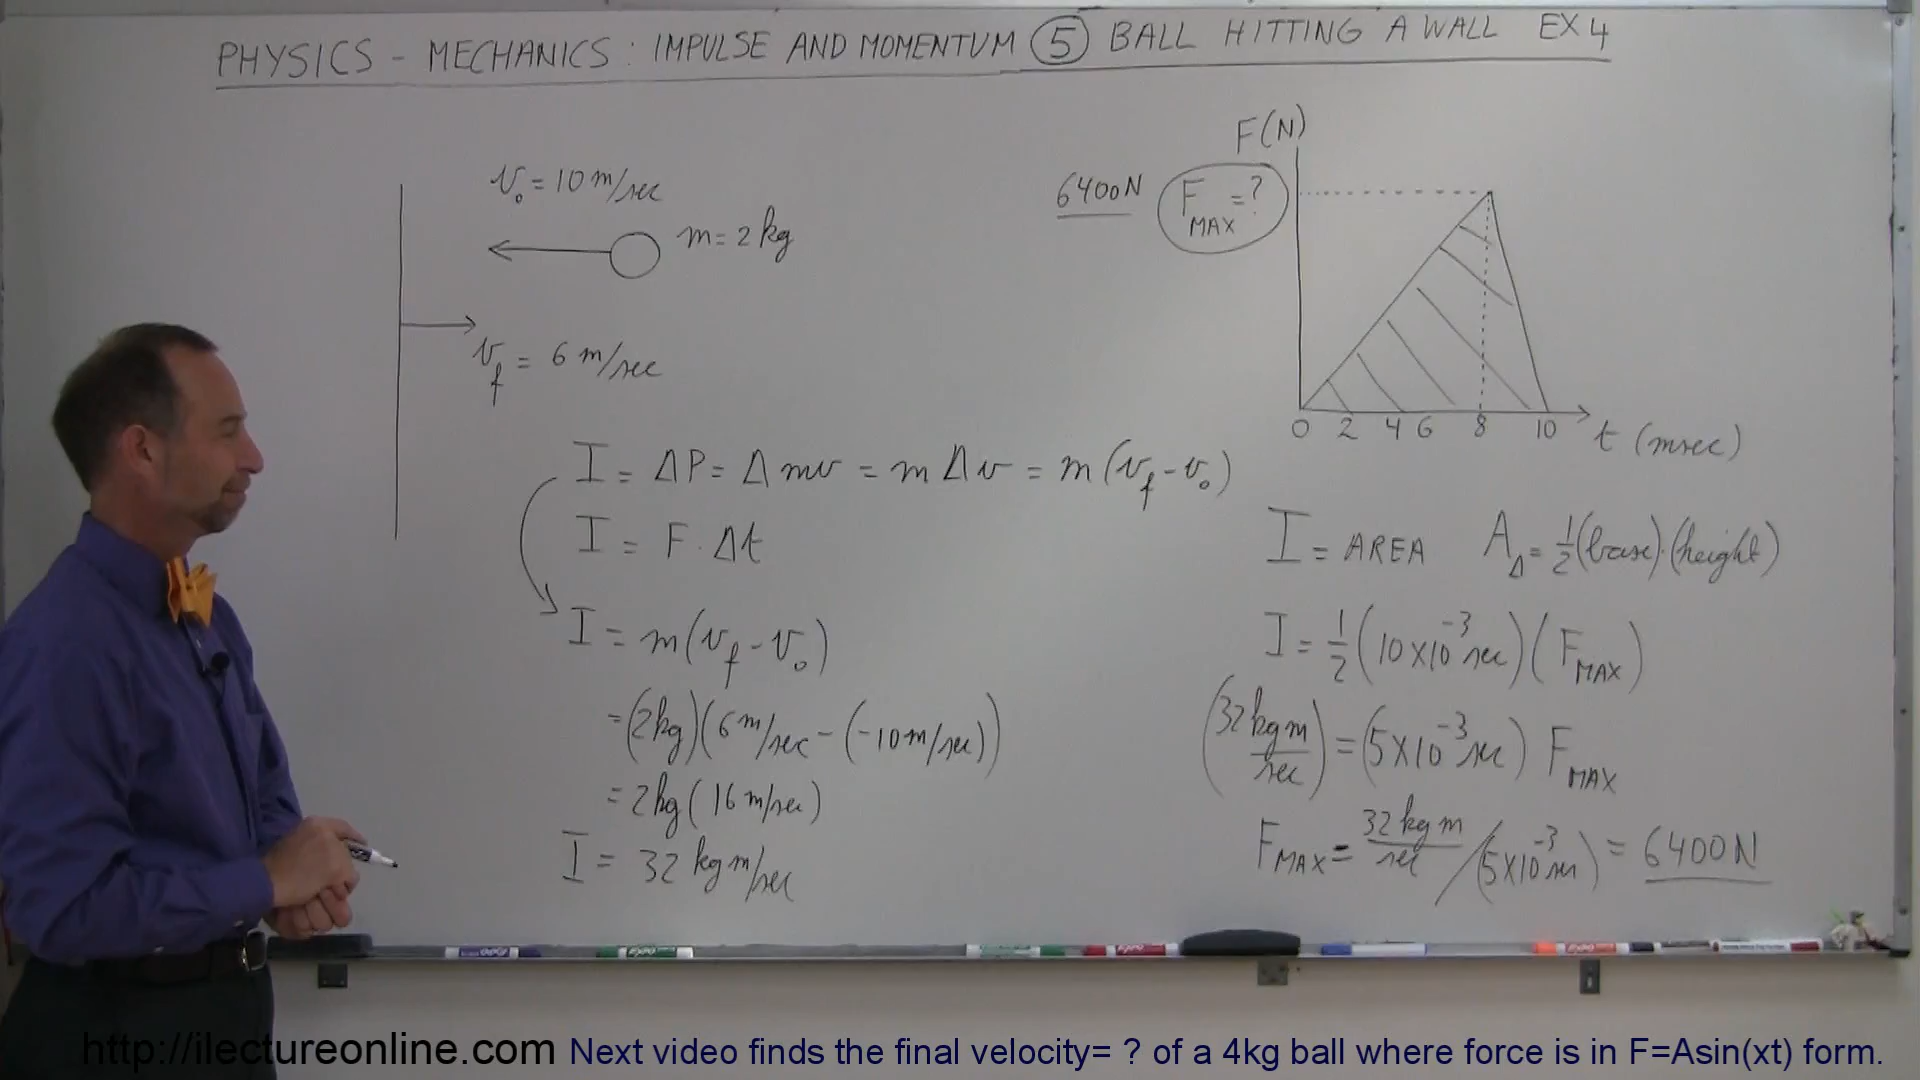 PHYSICS - MECHANICS: IMPULSE AND MOMENTUM ⑤ BALL HITTING A WALL EX 4
v₀ = 10 m/sec
m = 2 kg
v_f = 6 m/sec
F(N)
6400 N
F_MAX = ?
0 2 4 6 8 10 t (msec)
I = ΔP = Δmv = mΔv = m(v_f - v₀)
I = F · Δt
I = m(v_f - v₀)
= (2kg)(6 m/sec - (-10 m/sec))
= 2kg(16 m/sec)
I = 32 kg m/sec
I = AREA A_Δ = ½(base)·(height)
I = ½(10×10⁻³ sec)(F_MAX)
(32 kg m/sec) = (5×10⁻³ sec) F_MAX
F_MAX = 32 kg m/sec / (5×10⁻³ sec) = 6400 N
EXPO
http://ilectureonline.com Next video finds the final velocity= ? of a 4kg ball where force is in F=Asin(xt) form.